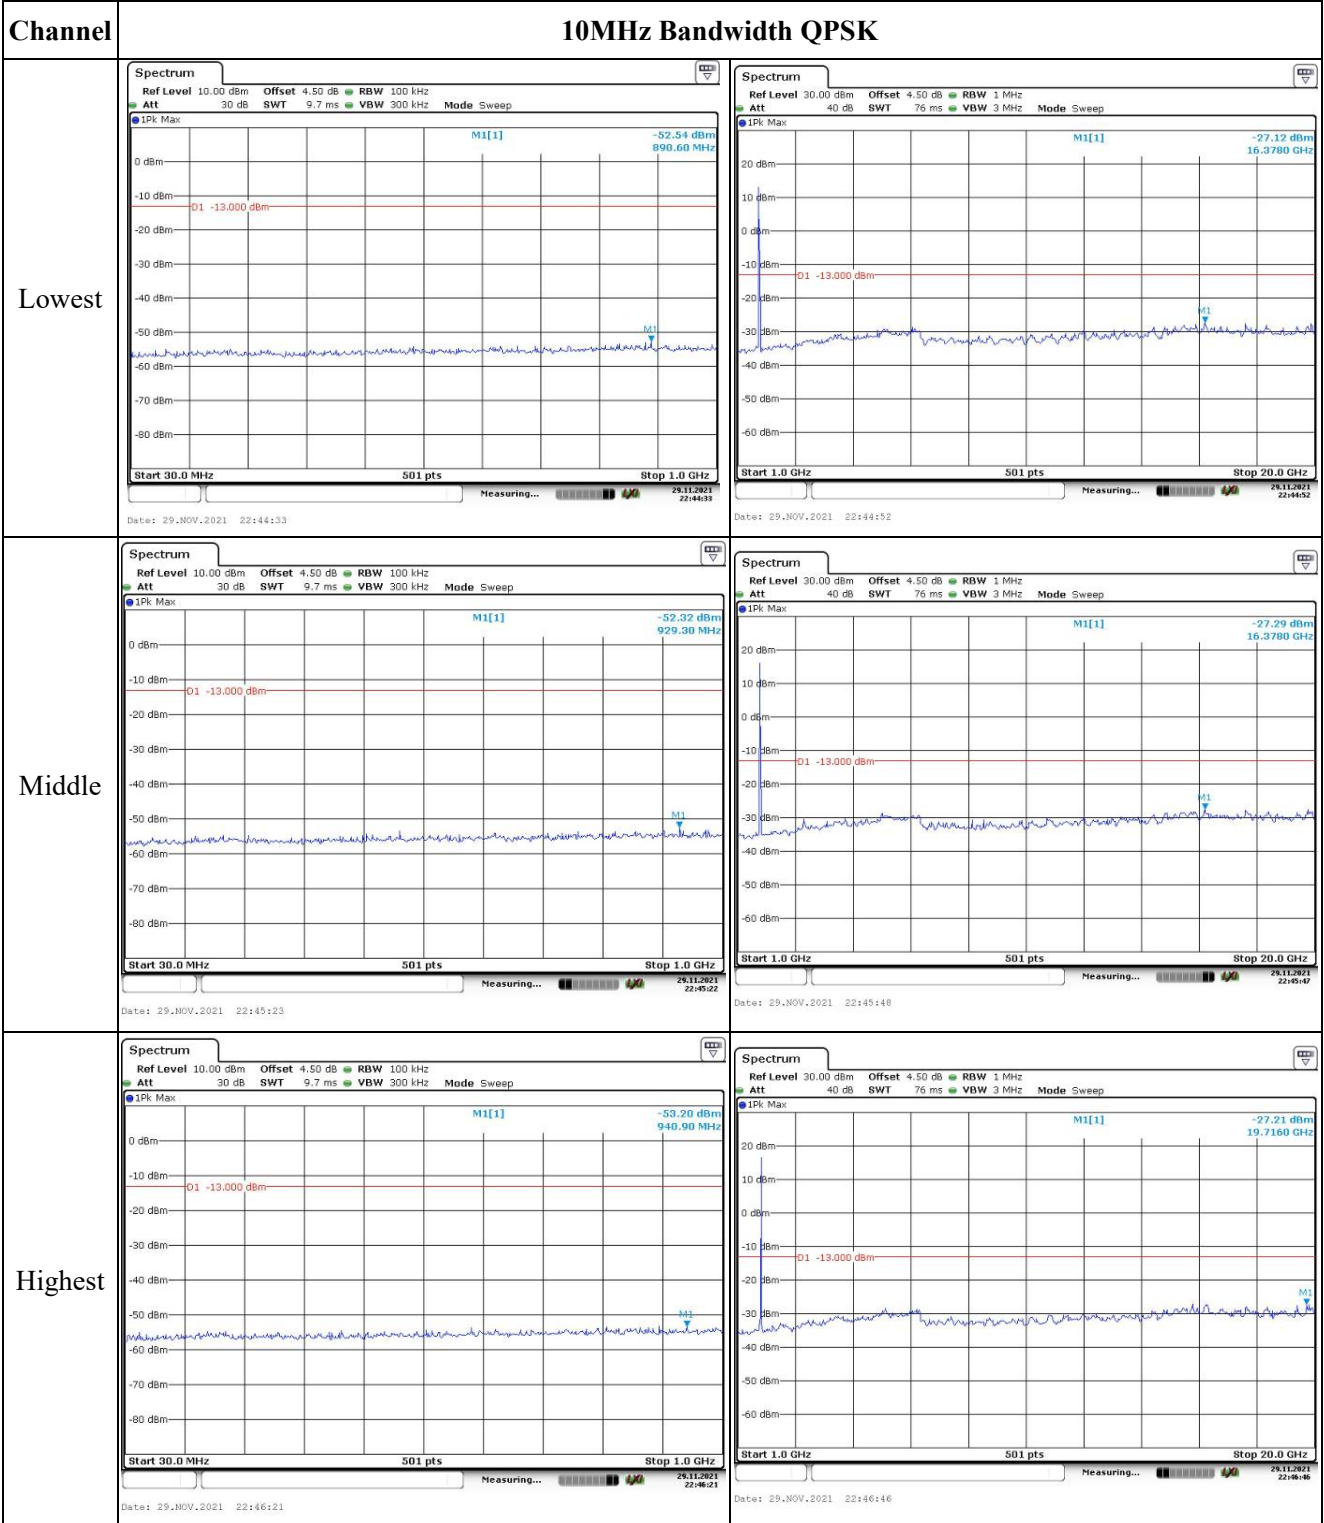 Channel 10MHz Bandwidth QPSK
Lowest
Spectrum
Ref Level 10.00 dBm Offset 4.50 dB RBW 100 kHz
Att 30 dB SWT 9.7 ms VBW 300 kHz Mode Sweep
1Pk Max
M1[1] -52.54 dBm
890.60 MHz
0 dBm
-10 dBm
D1 -13.000 dBm
-20 dBm
-30 dBm
-40 dBm
-50 dBm
M1
-60 dBm
-70 dBm
-80 dBm
Start 30.0 MHz 501 pts Stop 1.0 GHz
Measuring... 29.11.2021
22:44:33
Date: 29.NOV.2021 22:44:33
Spectrum
Ref Level 30.00 dBm Offset 4.50 dB RBW 1 MHz
Att 40 dB SWT 76 ms VBW 3 MHz Mode Sweep
1Pk Max
M1[1] -27.12 dBm
16.3780 GHz
20 dBm
10 dBm
0 dBm
-10 dBm
D1 -13.000 dBm
-20 dBm
M1
-30 dBm
-40 dBm
-50 dBm
-60 dBm
Start 1.0 GHz 501 pts Stop 20.0 GHz
Measuring... 29.11.2021
22:44:52
Date: 29.NOV.2021 22:44:52
Middle
Spectrum
Ref Level 10.00 dBm Offset 4.50 dB RBW 100 kHz
Att 30 dB SWT 9.7 ms VBW 300 kHz Mode Sweep
1Pk Max
M1[1] -52.32 dBm
929.30 MHz
0 dBm
-10 dBm
D1 -13.000 dBm
-20 dBm
-30 dBm
-40 dBm
-50 dBm
M1
-60 dBm
-70 dBm
-80 dBm
Start 30.0 MHz 501 pts Stop 1.0 GHz
Measuring... 29.11.2021
22:45:22
Date: 29.NOV.2021 22:45:23
Spectrum
Ref Level 30.00 dBm Offset 4.50 dB RBW 1 MHz
Att 40 dB SWT 76 ms VBW 3 MHz Mode Sweep
1Pk Max
M1[1] -27.29 dBm
16.3780 GHz
20 dBm
10 dBm
0 dBm
-10 dBm
D1 -13.000 dBm
-20 dBm
M1
-30 dBm
-40 dBm
-50 dBm
-60 dBm
Start 1.0 GHz 501 pts Stop 20.0 GHz
Measuring... 29.11.2021
22:45:47
Date: 29.NOV.2021 22:45:48
Highest
Spectrum
Ref Level 10.00 dBm Offset 4.50 dB RBW 100 kHz
Att 30 dB SWT 9.7 ms VBW 300 kHz Mode Sweep
1Pk Max
M1[1] -53.20 dBm
940.90 MHz
0 dBm
-10 dBm
D1 -13.000 dBm
-20 dBm
-30 dBm
-40 dBm
-50 dBm
M1
-60 dBm
-70 dBm
-80 dBm
Start 30.0 MHz 501 pts Stop 1.0 GHz
Measuring... 29.11.2021
22:46:21
Date: 29.NOV.2021 22:46:21
Spectrum
Ref Level 30.00 dBm Offset 4.50 dB RBW 1 MHz
Att 40 dB SWT 76 ms VBW 3 MHz Mode Sweep
1Pk Max
M1[1] -27.21 dBm
19.7160 GHz
20 dBm
10 dBm
0 dBm
-10 dBm
D1 -13.000 dBm
-20 dBm
M1
-30 dBm
-40 dBm
-50 dBm
-60 dBm
Start 1.0 GHz 501 pts Stop 20.0 GHz
Measuring... 29.11.2021
22:46:46
Date: 29.NOV.2021 22:46:46